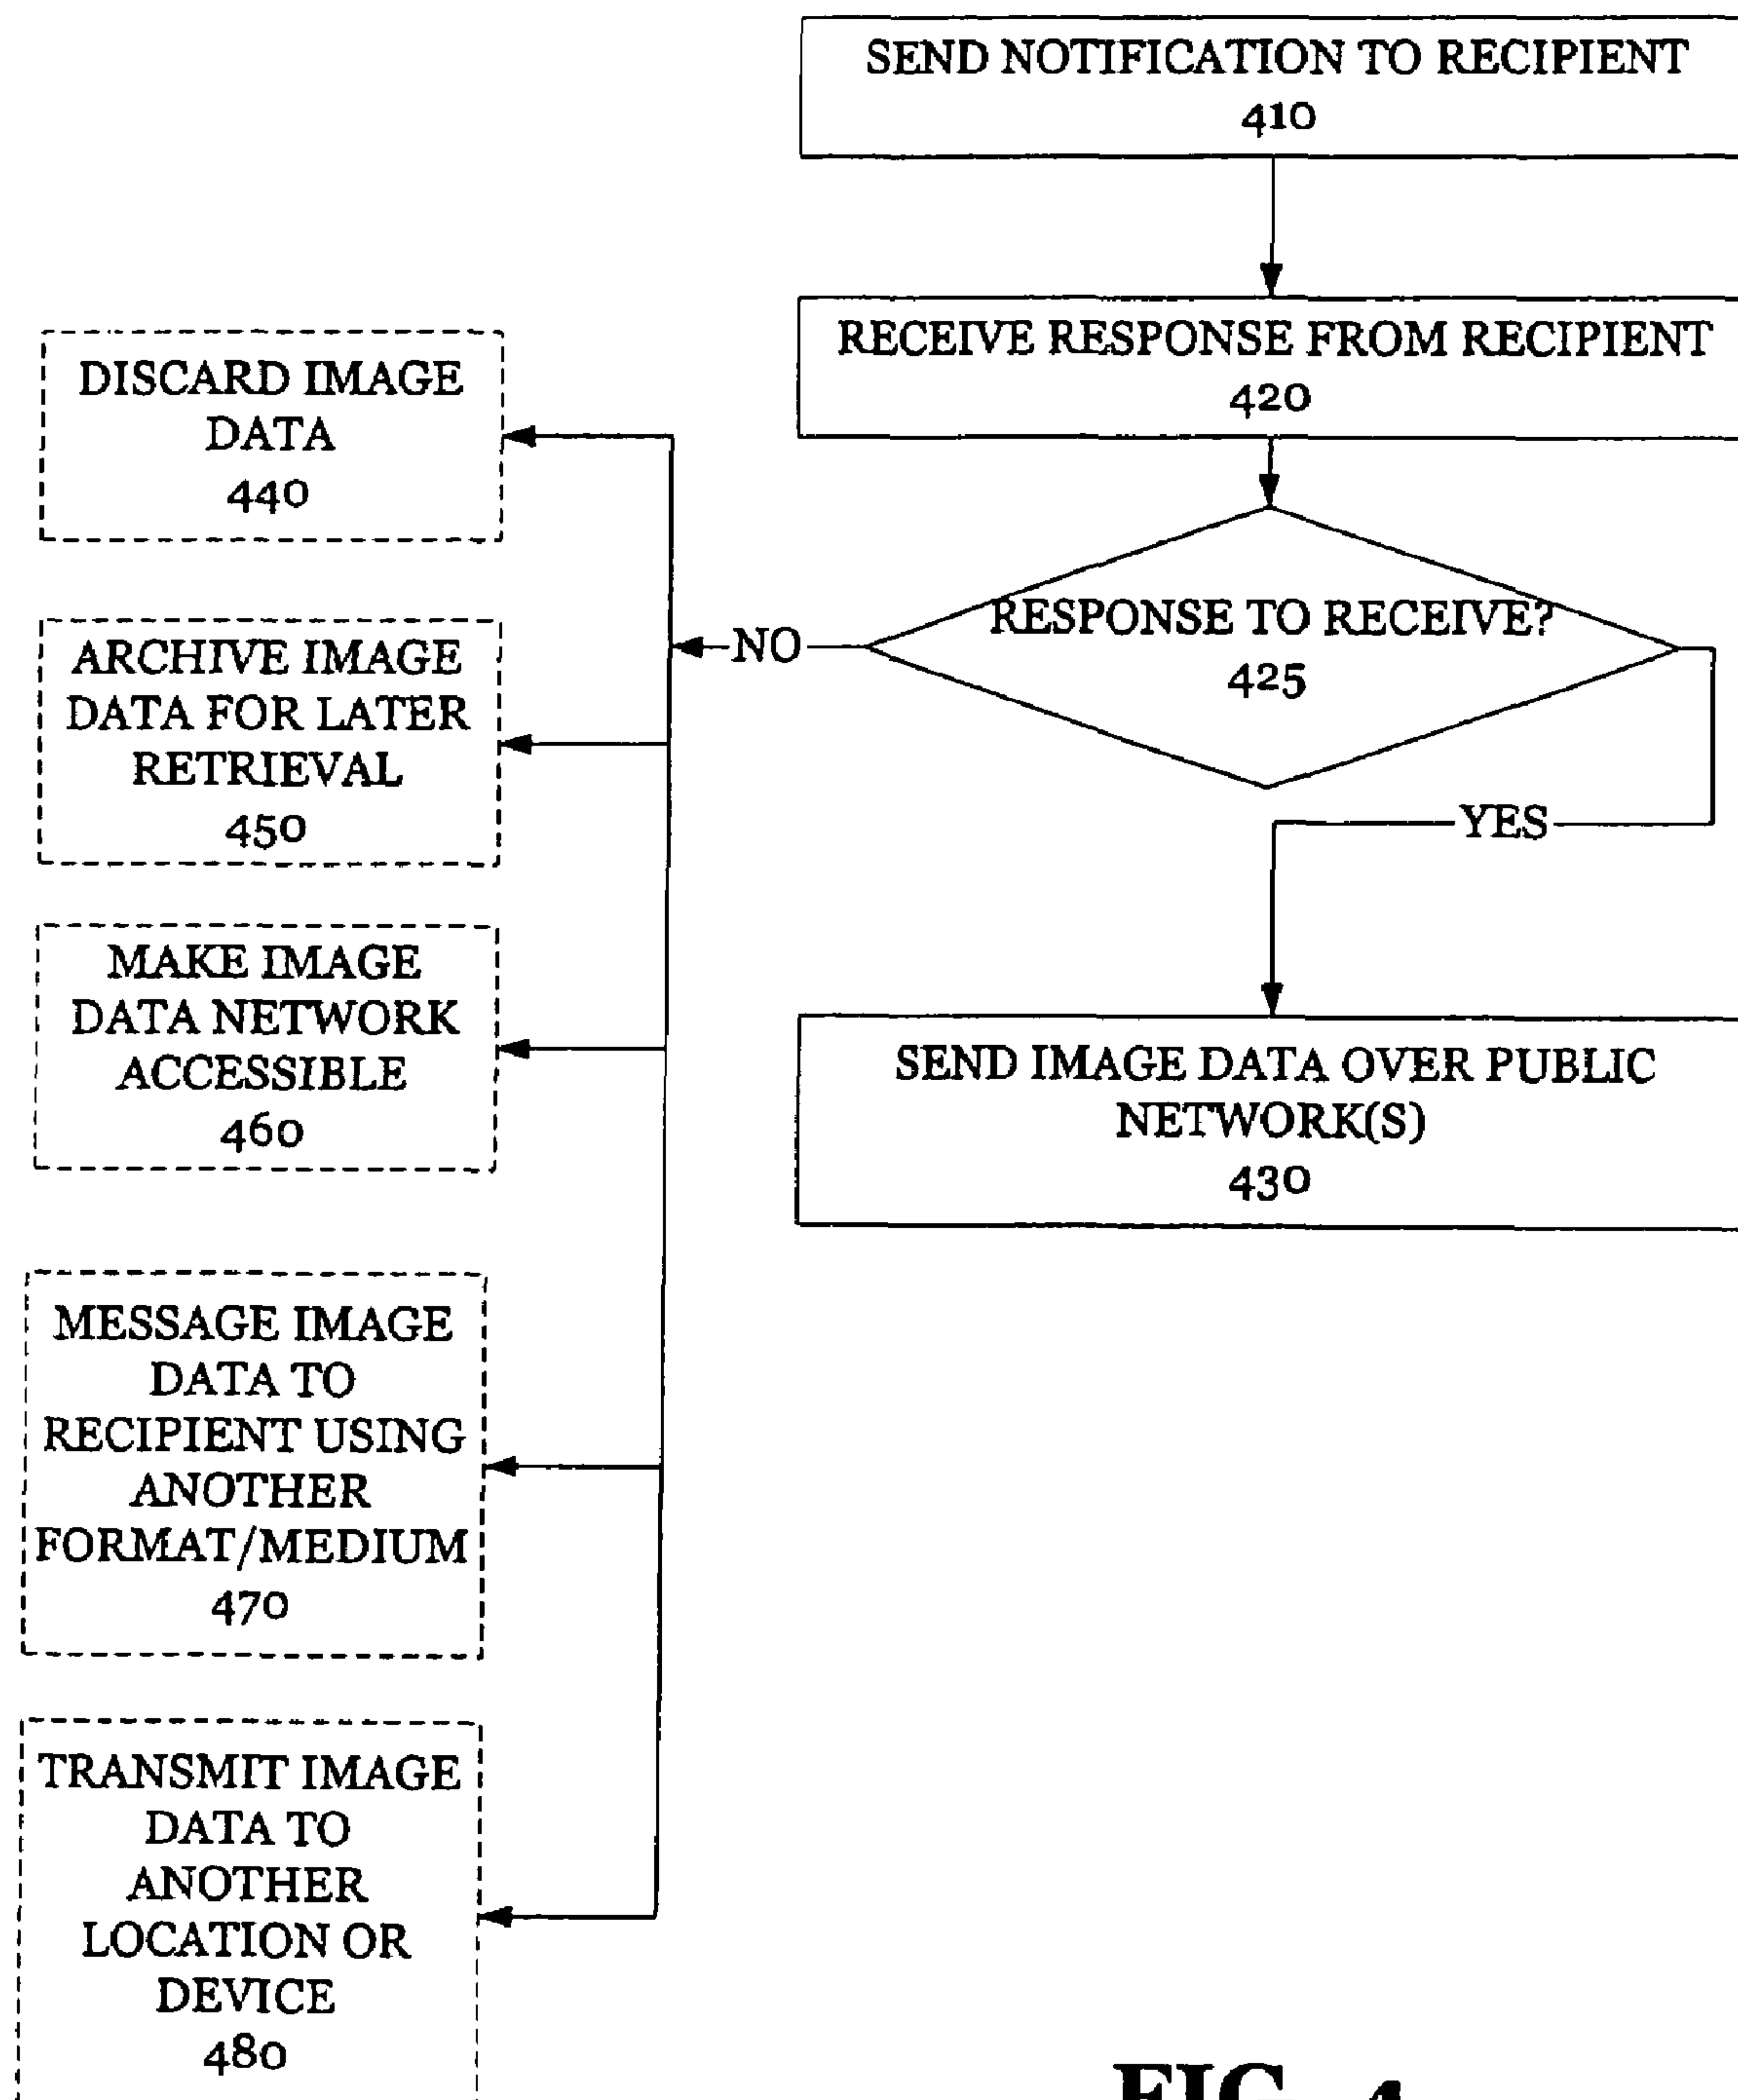 SEND NOTIFICATION TO RECIPIENT
410
RECEIVE RESPONSE FROM RECIPIENT
420
RESPONSE TO RECEIVE?
425
NO
YES
SEND IMAGE DATA OVER PUBLIC
NETWORK(S)
430
DISCARD IMAGE
DATA
440
ARCHIVE IMAGE
DATA FOR LATER
RETRIEVAL
450
MAKE IMAGE
DATA NETWORK
ACCESSIBLE
460
MESSAGE IMAGE
DATA TO
RECIPIENT USING
ANOTHER
FORMAT/MEDIUM
470
TRANSMIT IMAGE
DATA TO
ANOTHER
LOCATION OR
DEVICE
480
FIG. 4